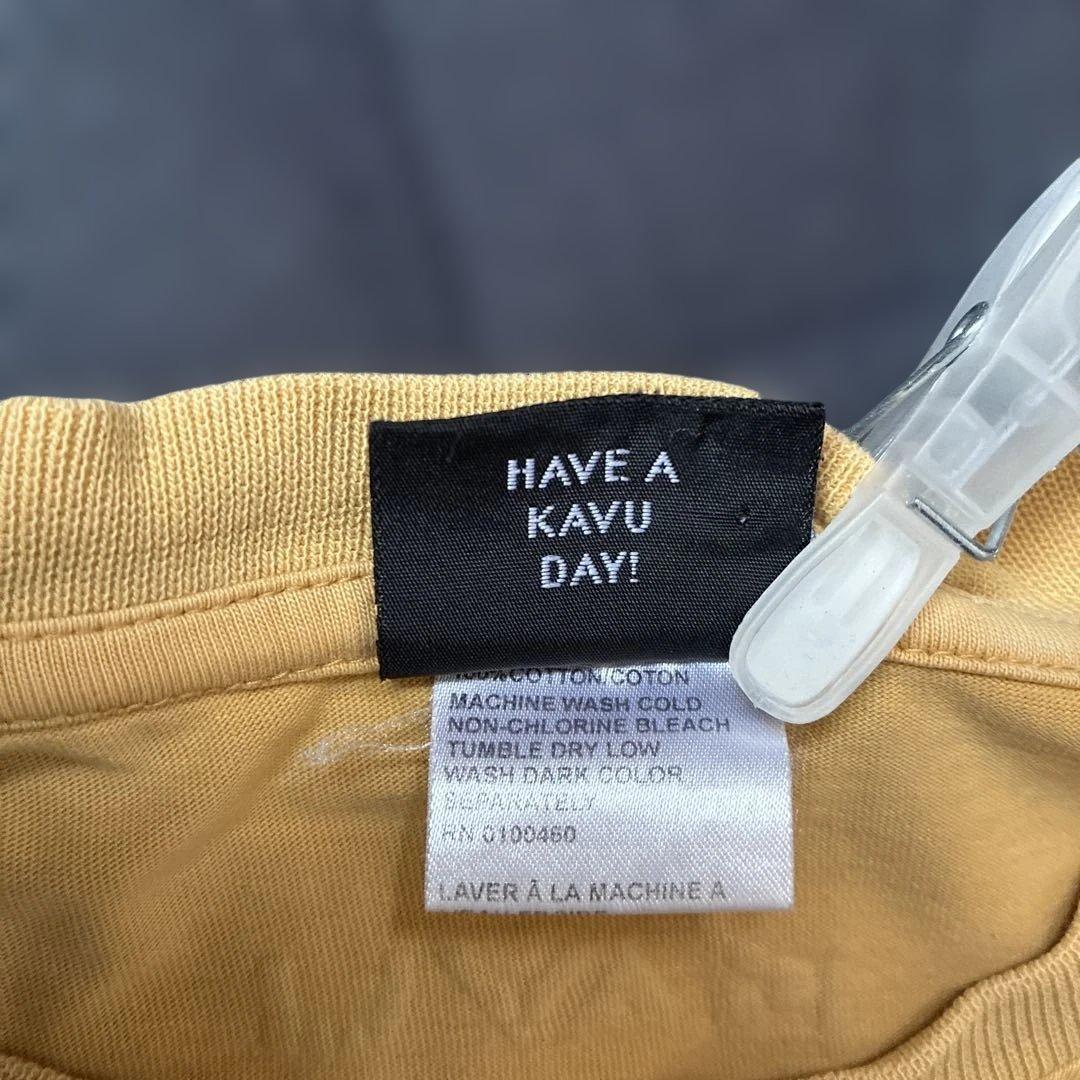 HAVE A
KAVU
DAY!
100%COTTON/COTON
MACHINE WASH COLD
NON-CHLORINE BLEACH
TUMBLE DRY LOW
WASH DARK COLOR
SEPARATELY
RN 0100460
LAVER Ã LA MACHINE A